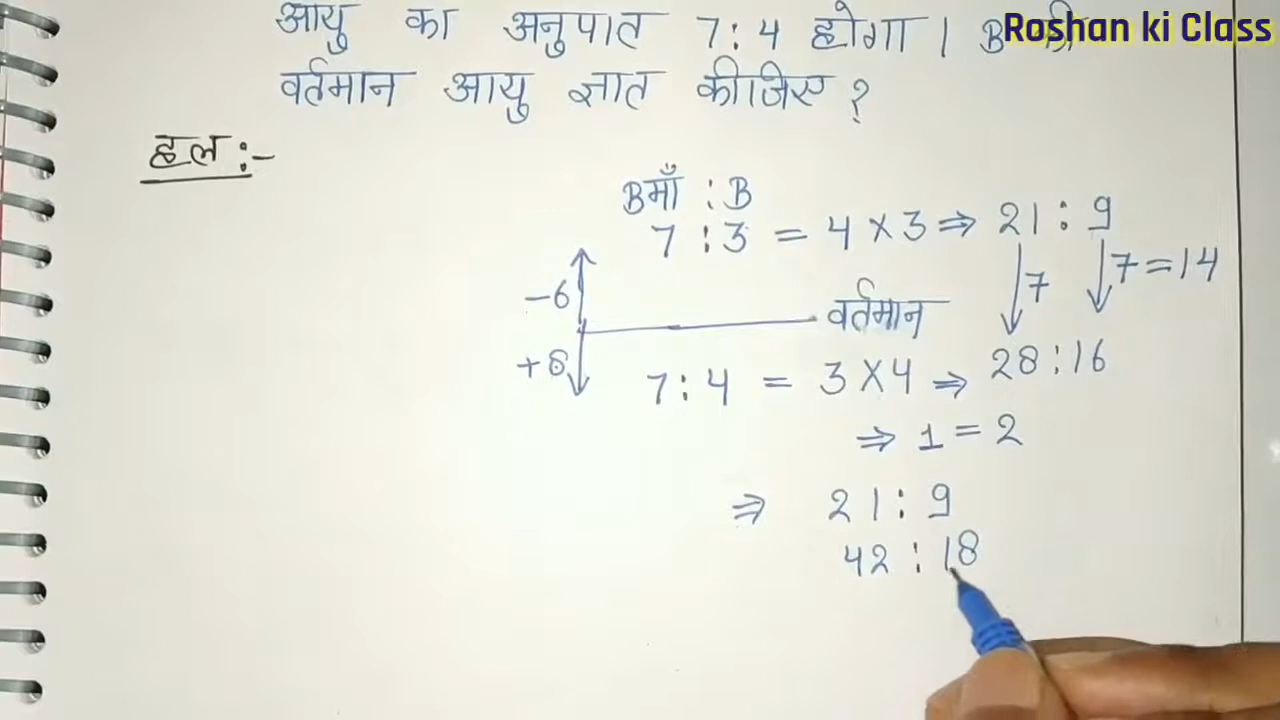 आयु का अनुपात 7:4 होगा। B की
Roshan ki Class
वर्तमान आयु ज्ञात कीजिए ?
हल :-
Bमाँ : B
7 : 3 = 4 × 3 ⇒ 21 : 9
-6
7
7 = 14
वर्तमान
+8
7 : 4 = 3 × 4 ⇒ 28 : 16
⇒ 1 = 2
⇒ 21 : 9
42 : 18